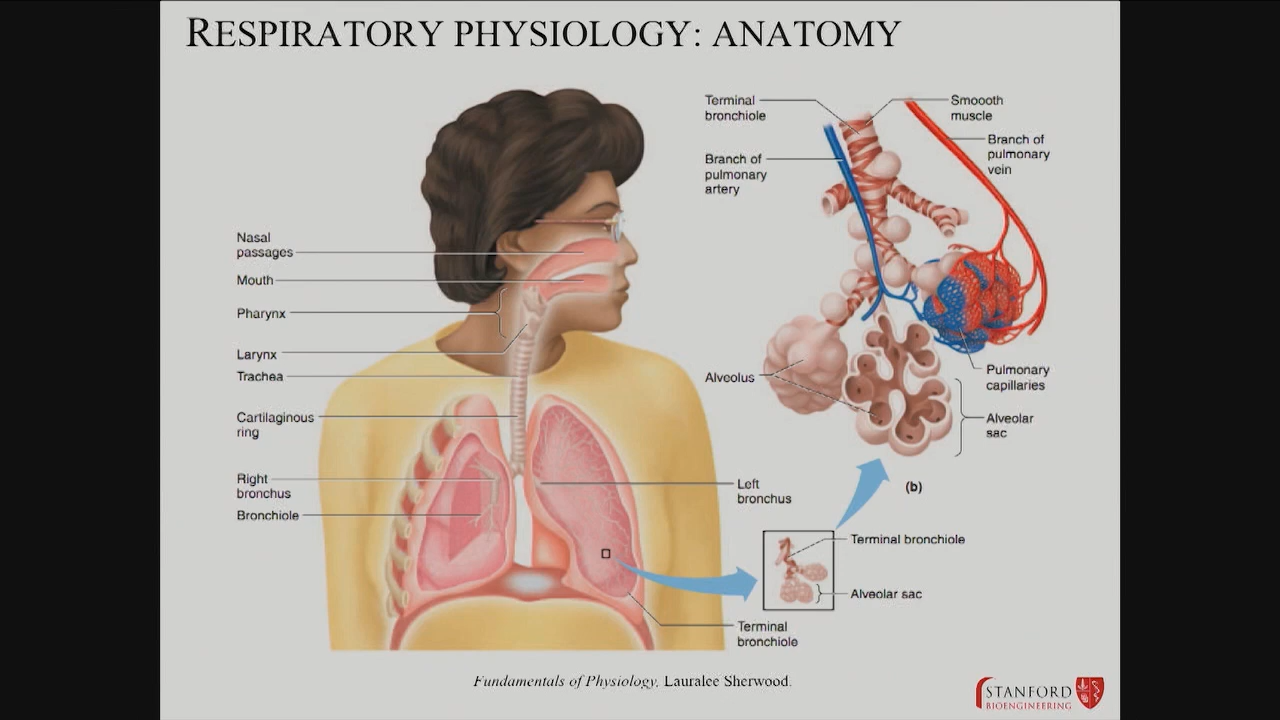 RESPIRATORY PHYSIOLOGY: ANATOMY
Nasal
passages
Mouth
Pharynx
Larynx
Trachea
Cartilaginous
ring
Right
bronchus
Bronchiole
Left
bronchus
Terminal
bronchiole
Terminal
bronchiole
Branch of
pulmonary
artery
Smoooth
muscle
Branch of
pulmonary
vein
Alveolus
Pulmonary
capillaries
Alveolar
sac
(b)
Terminal bronchiole
Alveolar sac
Fundamentals of Physiology, Lauralee Sherwood.
STANFORD
BIOENGINEERING